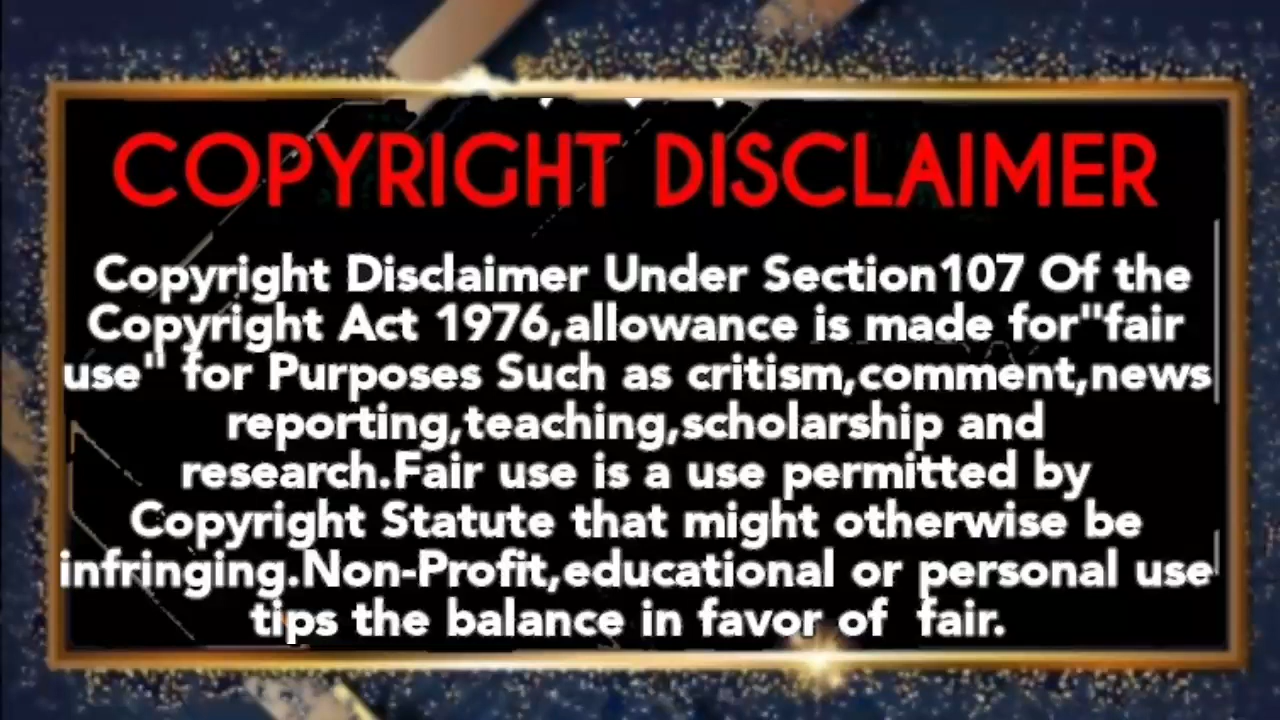 COPYRIGHT DISCLAIMER
Copyright Disclaimer Under Section107 Of the
Copyright Act 1976,allowance is made for"fair
use" for Purposes Such as critism,comment,news
reporting,teaching,scholarship and
research.Fair use is a use permitted by
Copyright Statute that might otherwise be
infringing.Non-Profit,educational or personal use
tips the balance in favor of  fair.